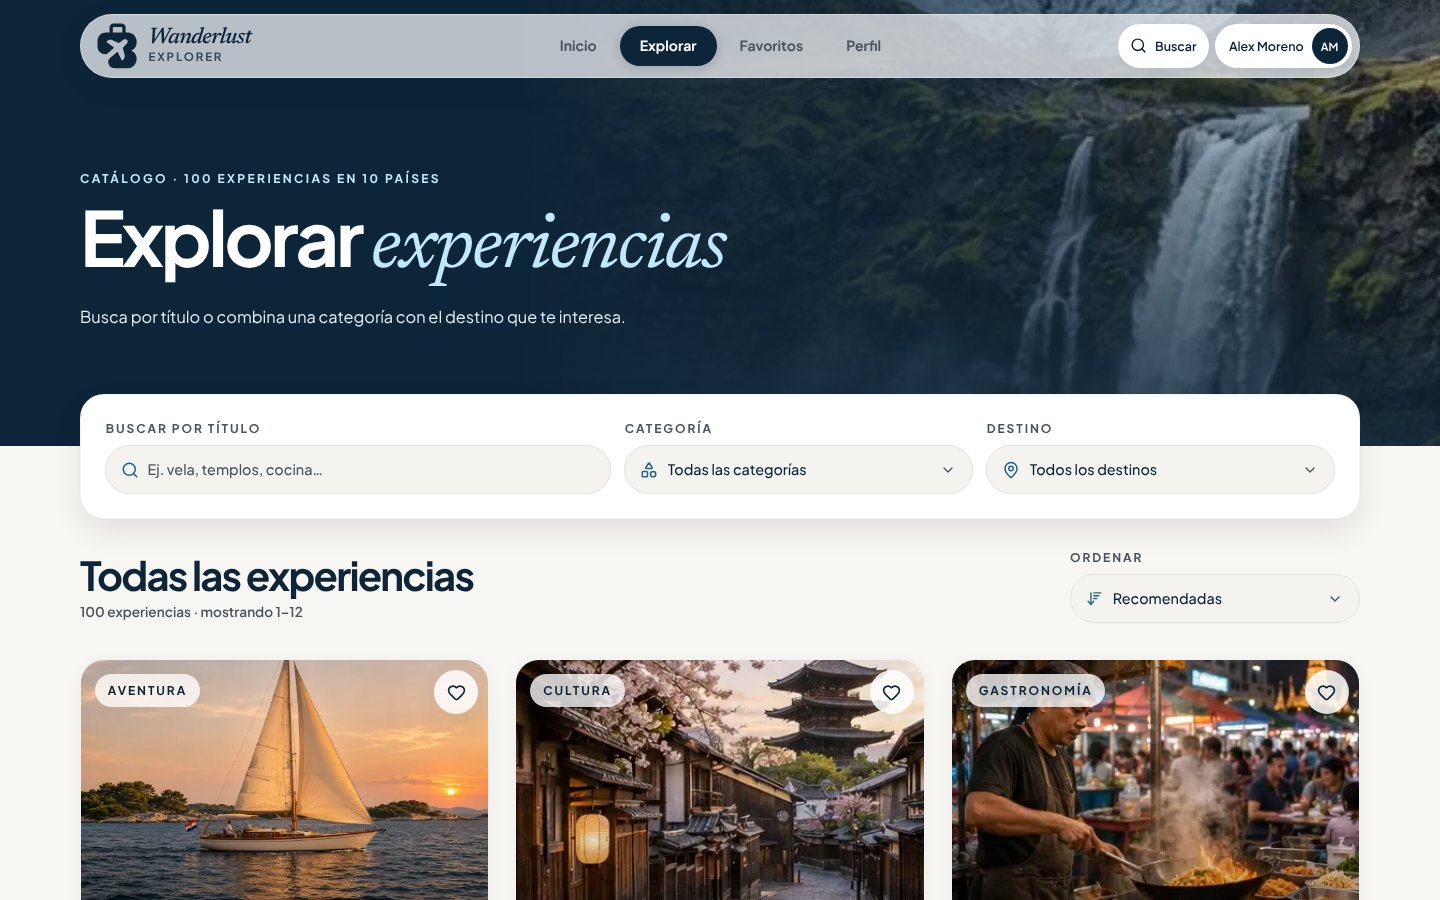 Wanderlust
EXPLORER
Inicio
Explorar
Favoritos
Perfil
Buscar
Alex Moreno
AM
CATÁLOGO · 100 EXPERIENCIAS EN 10 PAÍSES
Explorar experiencias
Busca por título o combina una categoría con el destino que te interesa.
BUSCAR POR TÍTULO
Ej. vela, templos, cocina…
CATEGORÍA
Todas las categorías
DESTINO
Todos los destinos
Todas las experiencias
100 experiencias · mostrando 1–12
ORDENAR
Recomendadas
AVENTURA
CULTURA
GASTRONOMÍA